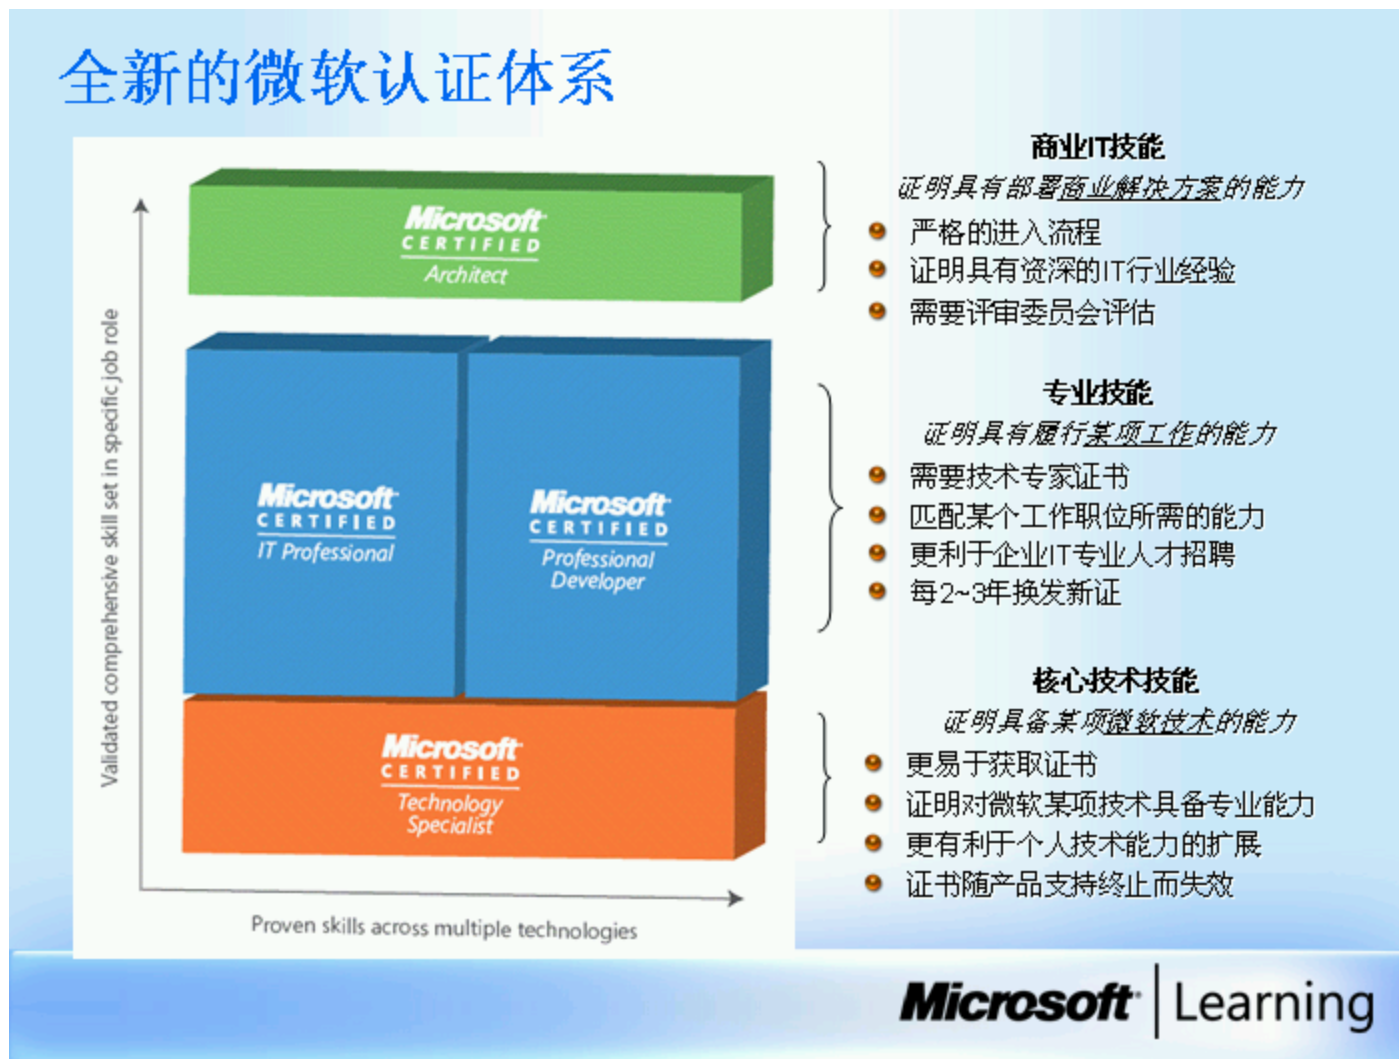 全新的微软认证体系
Validated comprehensive skill set in specific job role
Microsoft
CERTIFIED
Architect
Microsoft
CERTIFIED
IT Professional
Microsoft
CERTIFIED
Professional
Developer
Microsoft
CERTIFIED
Technology
Specialist
Proven skills across multiple technologies
商业IT技能
证明具有部署商业解决方案的能力
严格的进入流程
证明具有资深的IT行业经验
需要评审委员会评估
专业技能
证明具有履行某项工作的能力
需要技术专家证书
匹配某个工作职位所需的能力
更利于企业IT专业人才招聘
每2~3年换发新证
核心技术技能
证明具备某项微软技术的能力
更易于获取证书
证明对微软某项技术具备专业能力
更有利于个人技术能力的扩展
证书随产品支持终止而失效
Microsoft Learning